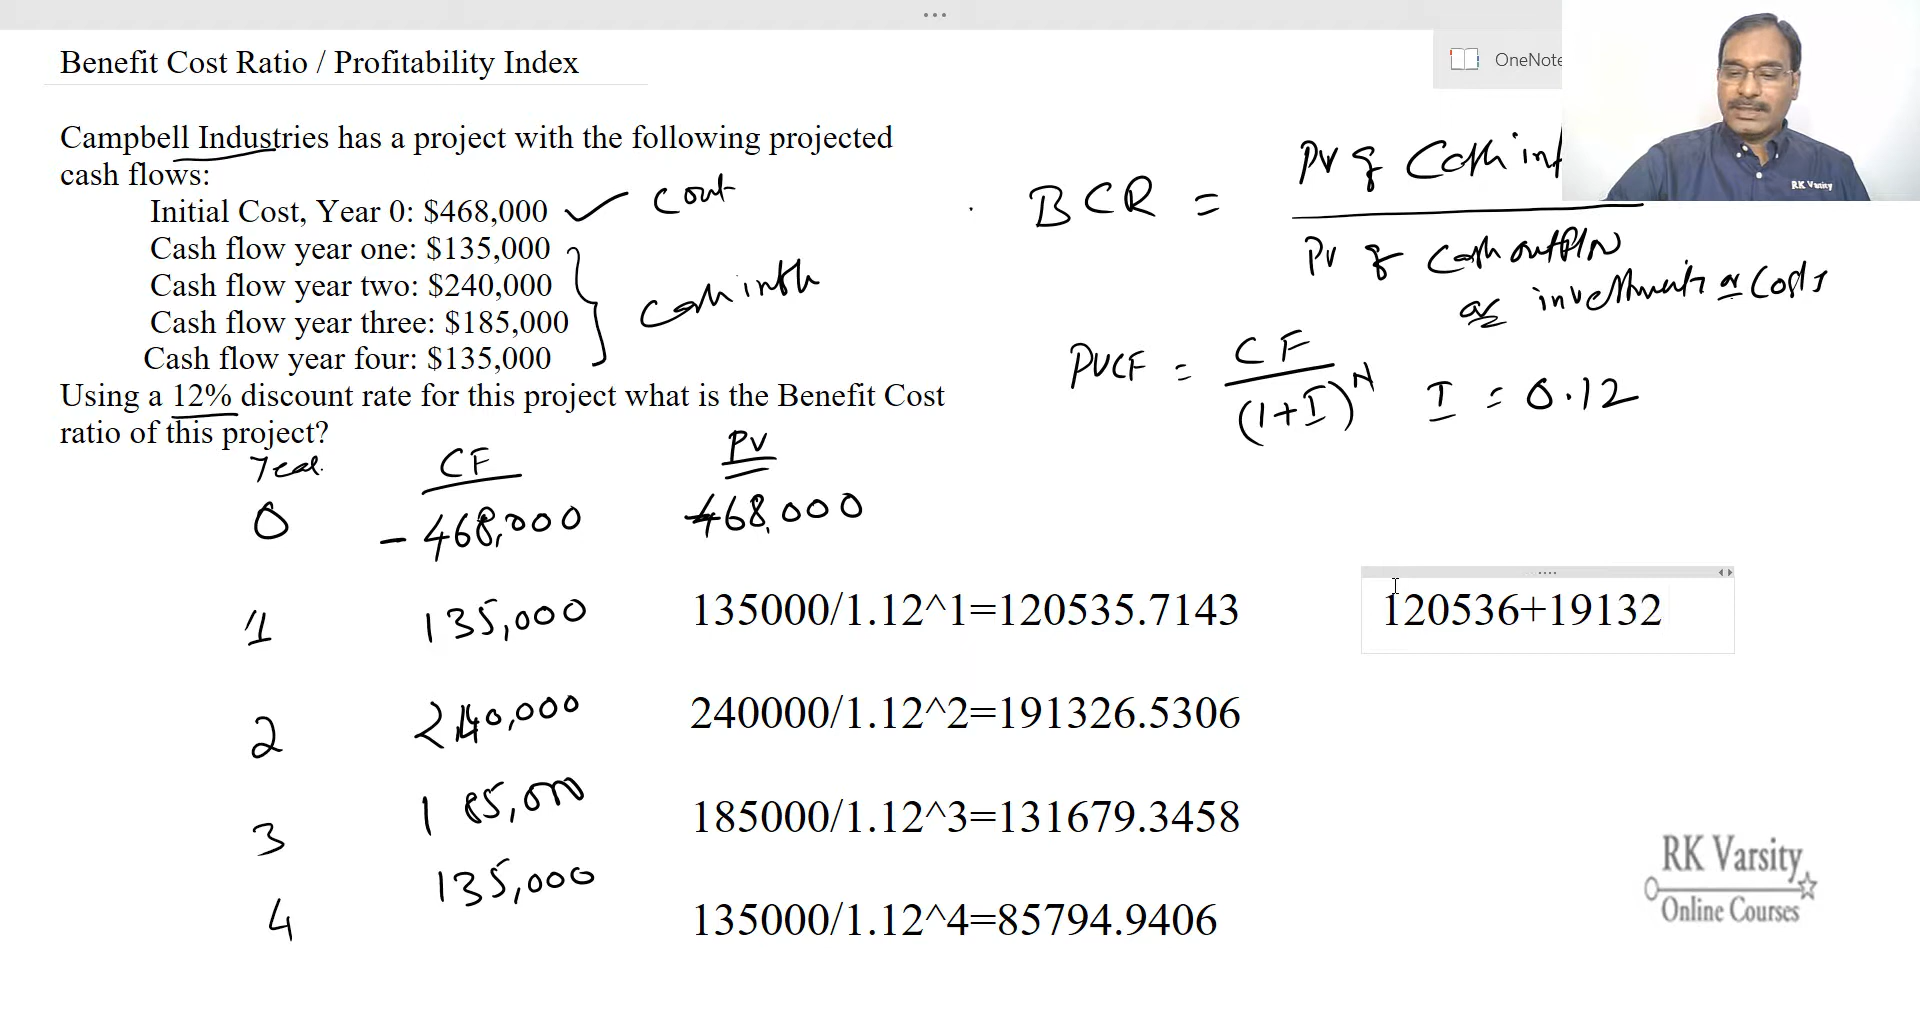 Benefit Cost Ratio / Profitability Index
OneNote
Campbell Industries has a project with the following projected
cash flows:
Initial Cost, Year 0: $468,000
Cash flow year one: $135,000
Cash flow year two: $240,000
Cash flow year three: $185,000
Cash flow year four: $135,000
Using a 12% discount rate for this project what is the Benefit Cost
ratio of this project?
BCR =
PV of Cash inf
PV of Cash outflow
or investments or Costs
PVCF = CF / (1+I)^N I = 0.12
Year CF PV
0 -468,000 468,000
1 135,000 135000/1.12^1=120535.7143 120536+19132
2 240,000 240000/1.12^2=191326.5306
3 185,000 185000/1.12^3=131679.3458
4 135,000 135000/1.12^4=85794.9406
RK Varsity
RK Varsity
Online Courses